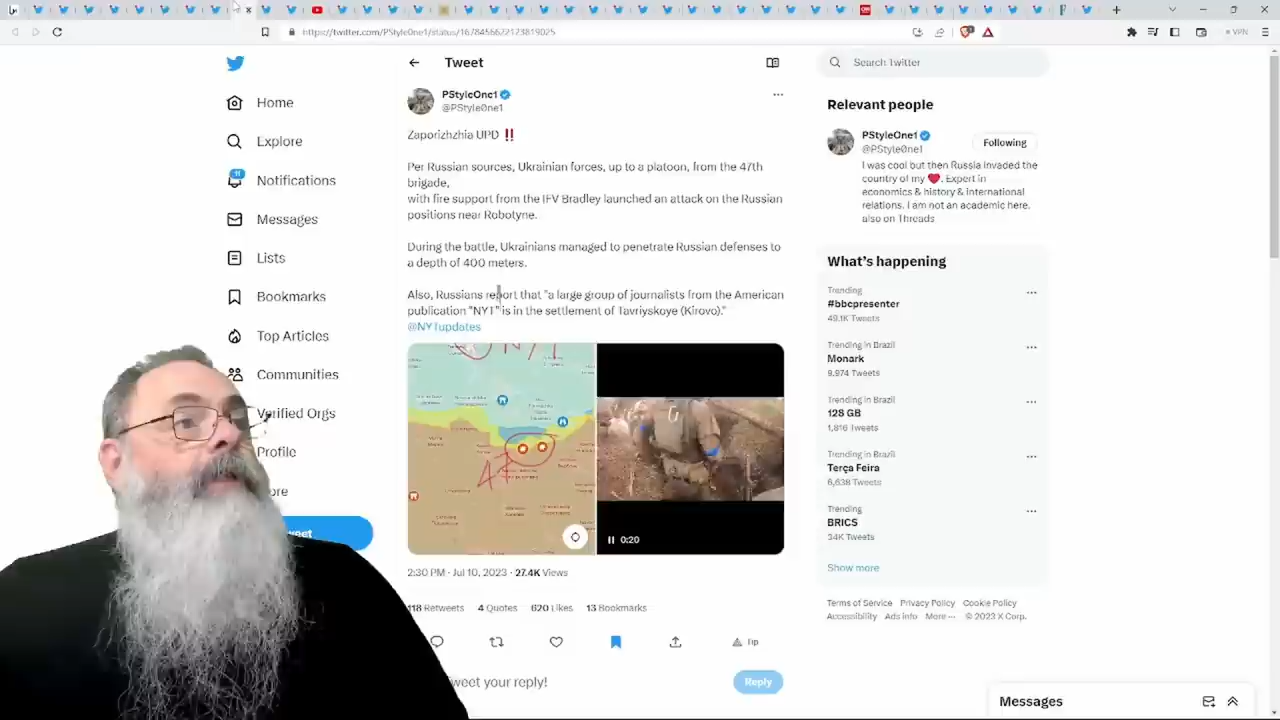 https://twitter.com/PStyle0ne1/status/1678456672123819025
VPN
Tweet
Search Twitter
Home
Explore
11
Notifications
Messages
Lists
Bookmarks
Top Articles
Communities
Verified Orgs
Profile
PStyleOne1
@PStyle0ne1
Zaporizhzhia UPD ‼
Per Russian sources, Ukrainian forces, up to a platoon, from the 47th
brigade,
with fire support from the IFV Bradley launched an attack on the Russian
positions near Robotyne.
During the battle, Ukrainians managed to penetrate Russian defenses to
a depth of 400 meters.
Also, Russians report that "a large group of journalists from the American
publication "NYT" is in the settlement of Tavriyskoye (Kirovo)."
@NYTupdates
47
0:20
2:30 PM · Jul 10, 2023 · 27.4K Views
118 Retweets 4 Quotes 620 Likes 13 Bookmarks
Tip
weet your reply!
Reply
Relevant people
PStyleOne1
@PStyle0ne1
Following
I was cool but then Russia invaded the
country of my ❤. Expert in
economics & history & International
relations. I am not an academic here.
also on Threads
What's happening
Trending
#bbcpresenter
49.1K Tweets
Trending in Brazil
Monark
9,974 Tweets
Trending in Brazil
128 GB
1,816 Tweets
Trending in Brazil
Terça Feira
6,638 Tweets
Trending
BRICS
34K Tweets
Show more
Terms of Service Privacy Policy Cookie Policy
Accessibility Ads info More ··· © 2023 X Corp.
Messages